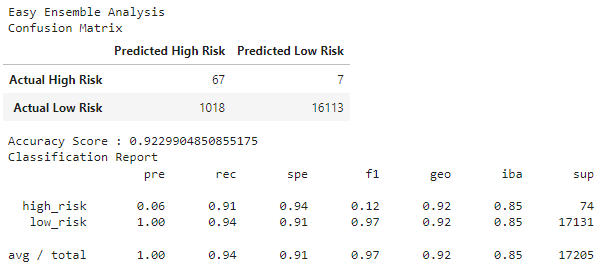 Easy Ensemble Analysis
Confusion Matrix
Predicted High Risk Predicted Low Risk
Actual High Risk 67 7
Actual Low Risk 1018 16113
Accuracy Score : 0.9229904850855175
Classification Report
pre rec spe f1 geo iba sup
high_risk 0.06 0.91 0.94 0.12 0.92 0.85 74
low_risk 1.00 0.94 0.91 0.97 0.92 0.85 17131
avg / total 1.00 0.94 0.91 0.97 0.92 0.85 17205